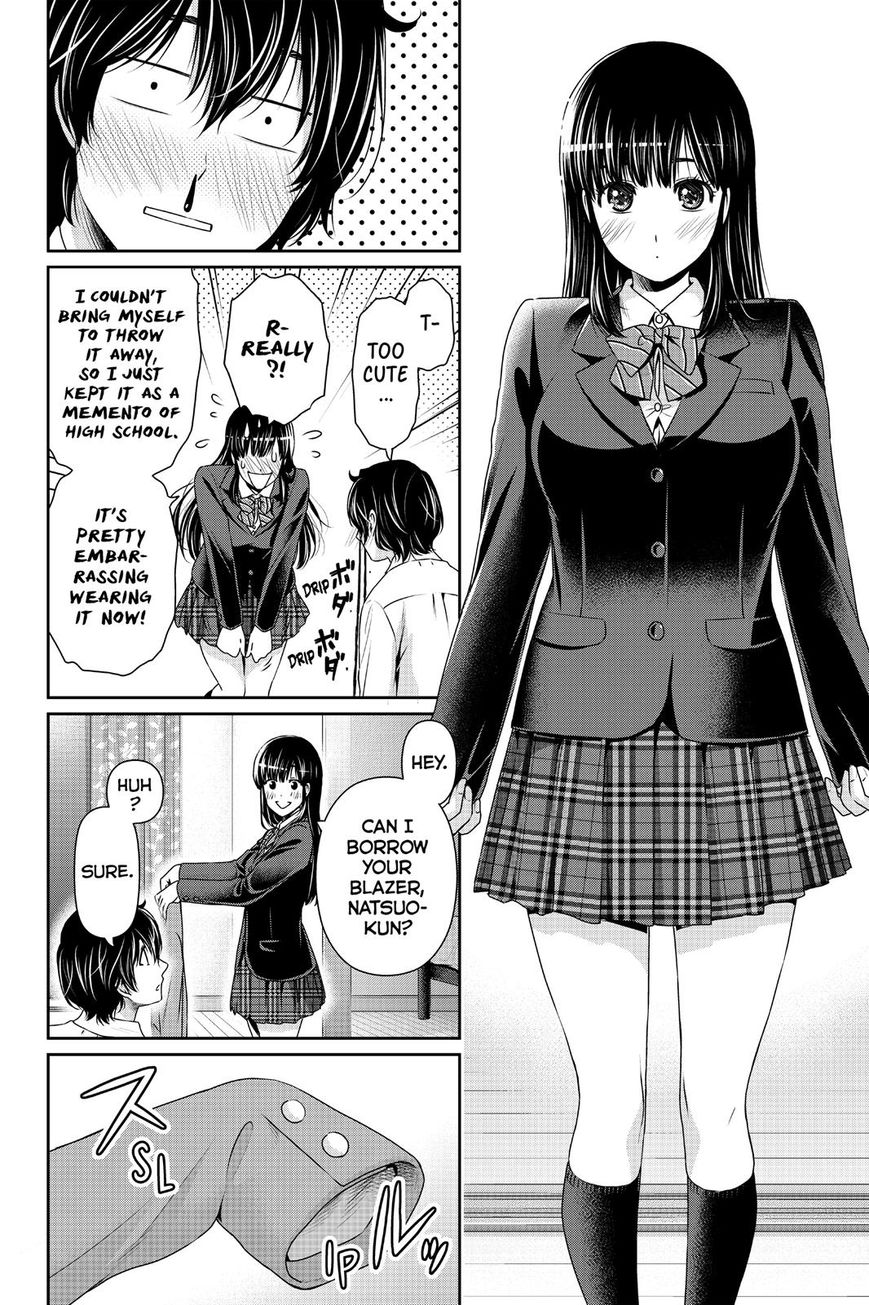 T-
TOO
CUTE
...
R-
REALLY
?!
I COULDN'T
BRING MYSELF
TO THROW
IT AWAY,
SO I JUST
KEPT IT AS A
MEMENTO OF
HIGH SCHOOL.
IT'S
PRETTY
EMBAR-
RASSING
WEARING
IT NOW!
DRIP
ボダ
DRIP
ボダ
HEY.
CAN I
BORROW
YOUR
BLAZER,
NATSUO-
KUN?
HUH
?
SURE.
スルッ
SL
IP